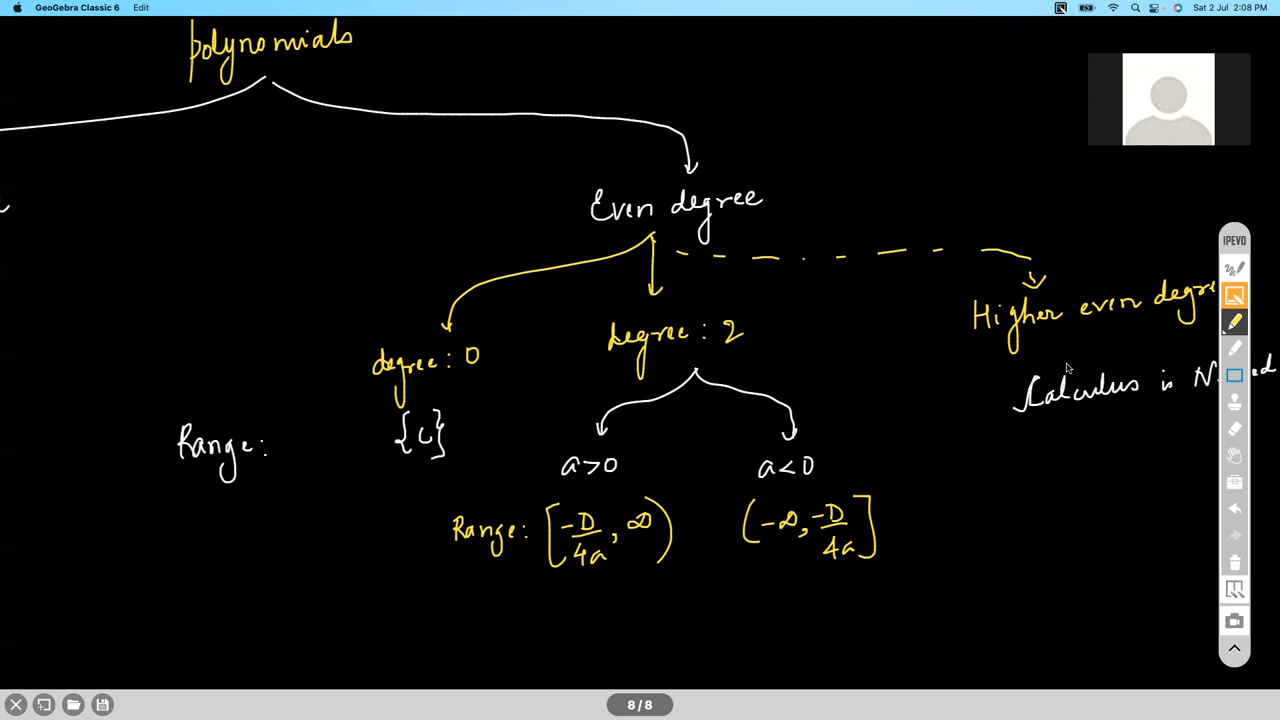 GeoGebra Classic 6 Edit Sat 2 Jul 2:08 PM
polynomials
Even degree
IPEVO
Higher even degre
degree: 2
degree: 0
Calculus is N
ed
Range: {C}
a>0 a<0
Range: [-D/4a, ∞) (-∞, -D/4a]
8/8